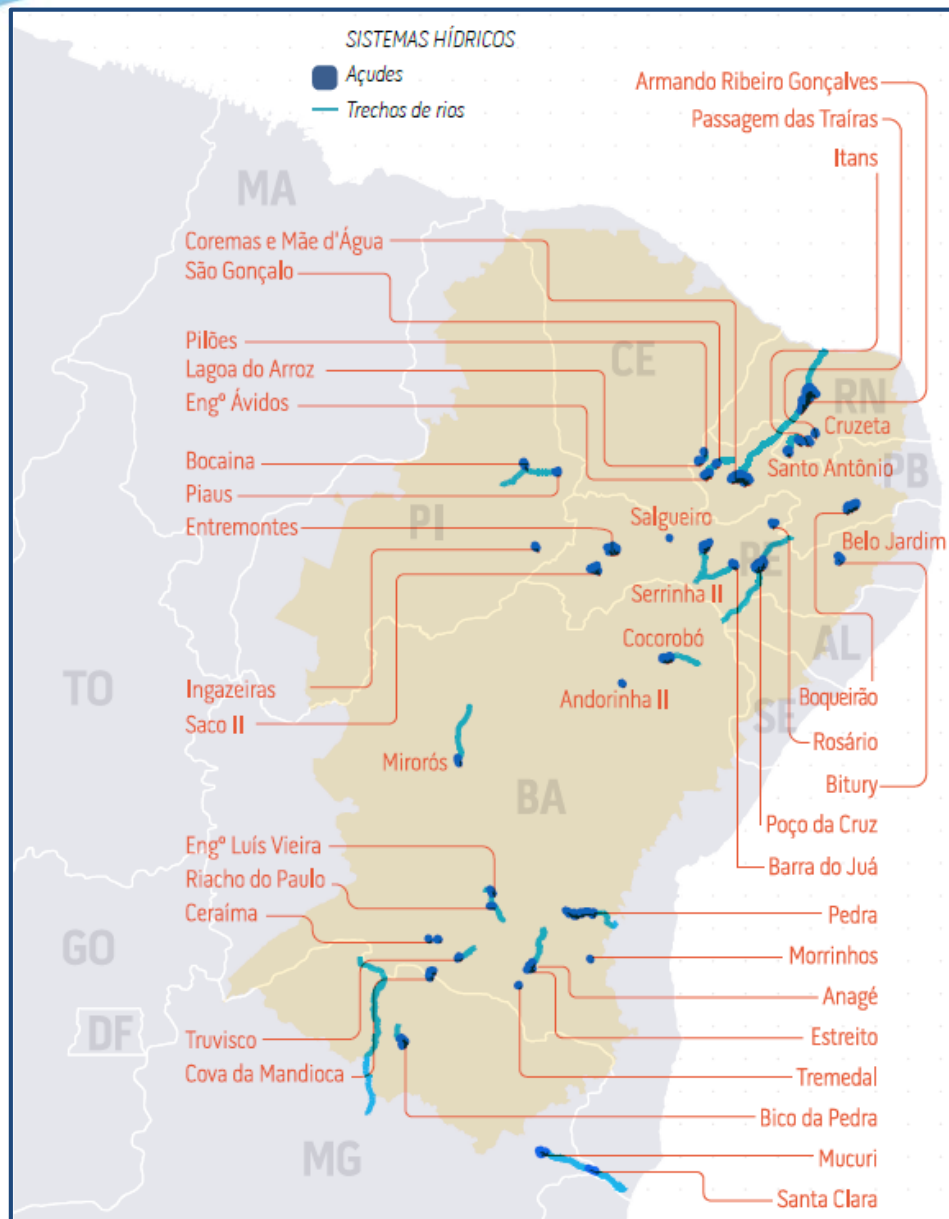 SISTEMAS HÍDRICOS
Açudes
Trechos de rios
Armando Ribeiro Gonçalves
Passagem das Traíras
Itans
MA
Coremas e Mãe d'Água
São Gonçalo
Pilões
Lagoa do Arroz
Engº Ávidos
CE
RN
Cruzeta
Santo Antônio
PB
Bocaina
Piaus
Entremontes
PI
Salgueiro
PE
Belo Jardim
Serrinha II
Cocorobó
AL
TO
Ingazeiras
Saco II
Andorinha II
SE
Boqueirão
Rosário
Mirorós
BA
Bitury
Poço da Cruz
Barra do Juá
Engº Luís Vieira
Riacho do Paulo
Ceraíma
Pedra
GO
Morrinhos
Anagé
DF
Truvisco
Estreito
Cova da Mandioca
Tremedal
Bico da Pedra
MG
Mucuri
Santa Clara